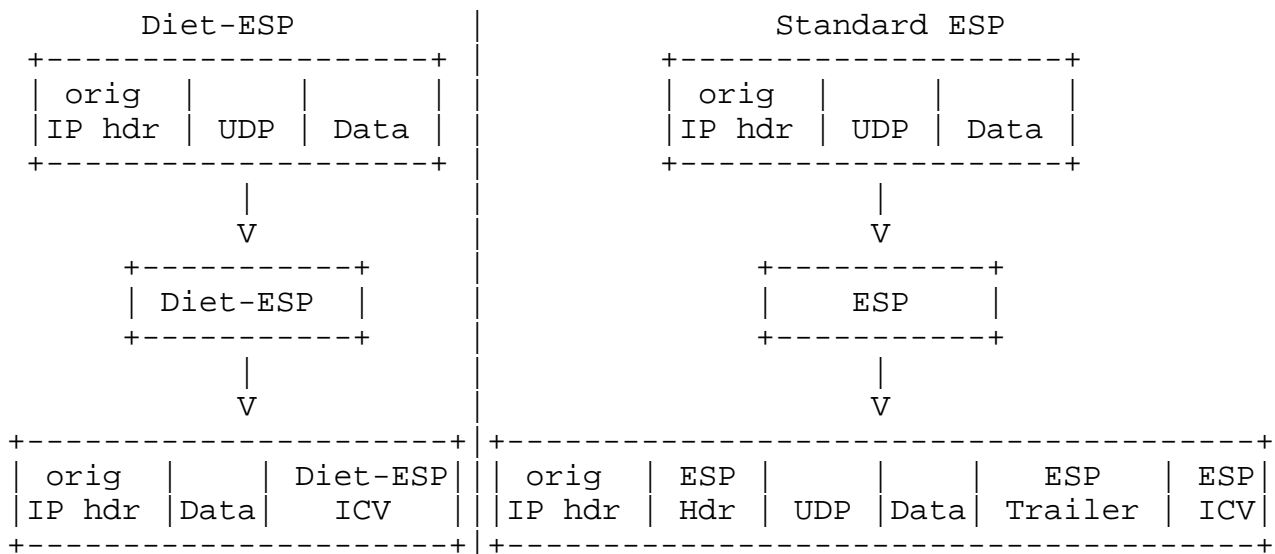 Diet-ESP            |                   Standard ESP
  +---------------------+ |            +---------------------+
  | orig   |       |        | |            | orig   |       |        |
  |IP hdr | UDP | Data | |            |IP hdr | UDP | Data |
  +---------------------+ |            +---------------------+
             |                |                        |
             V                |                        V
       +-----------+        |                 +-----------+
       | Diet-ESP  |        |                 |    ESP    |
       +-----------+        |                 +-----------+
             |                |                        |
             V                |                        V
+-----------------------+|+-----------------------------------------+
| orig   |    | Diet-ESP|| orig   | ESP |     |    |   ESP   | ESP|
|IP hdr |Data|   ICV   ||IP hdr | Hdr | UDP |Data| Trailer | ICV|
+-----------------------+|+-----------------------------------------+